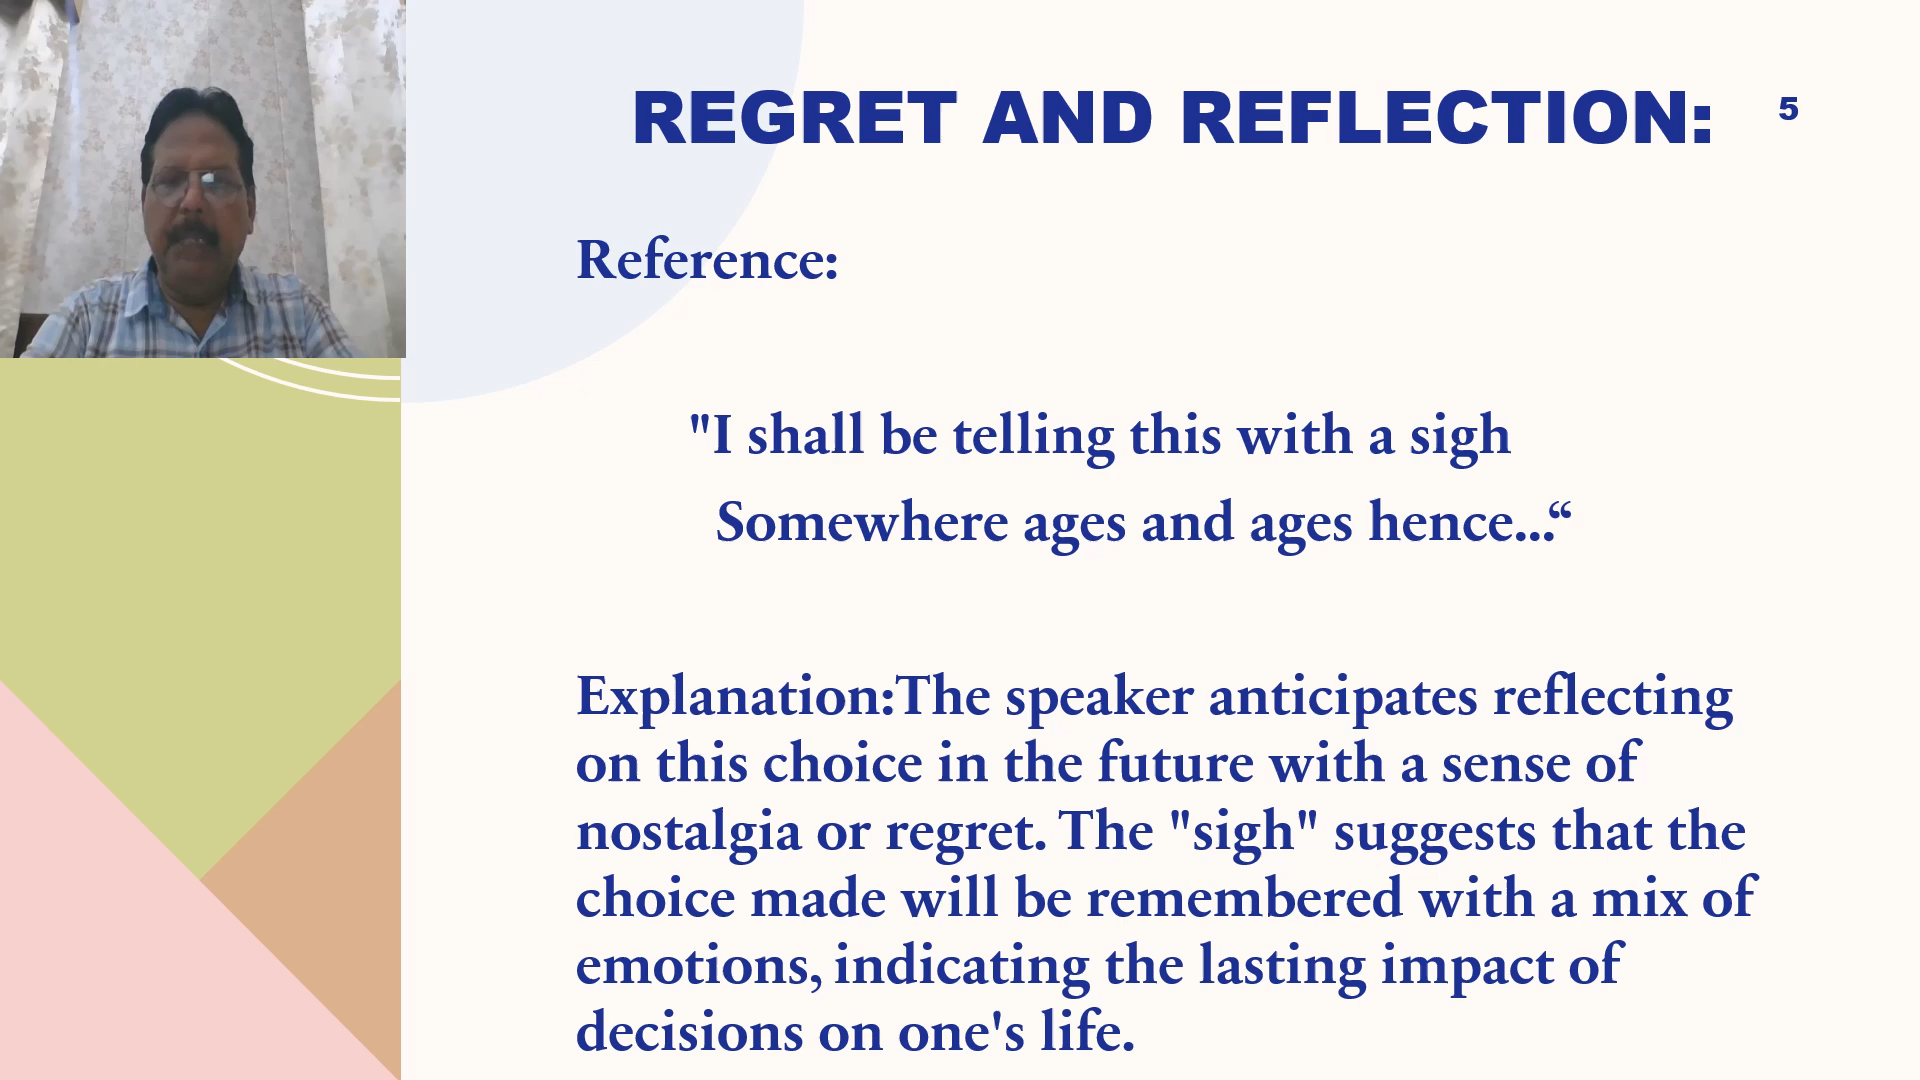 REGRET AND REFLECTION:
5
Reference:
"I shall be telling this with a sigh
Somewhere ages and ages hence...“
Explanation:The speaker anticipates reflecting
on this choice in the future with a sense of
nostalgia or regret. The "sigh" suggests that the
choice made will be remembered with a mix of
emotions, indicating the lasting impact of
decisions on one's life.